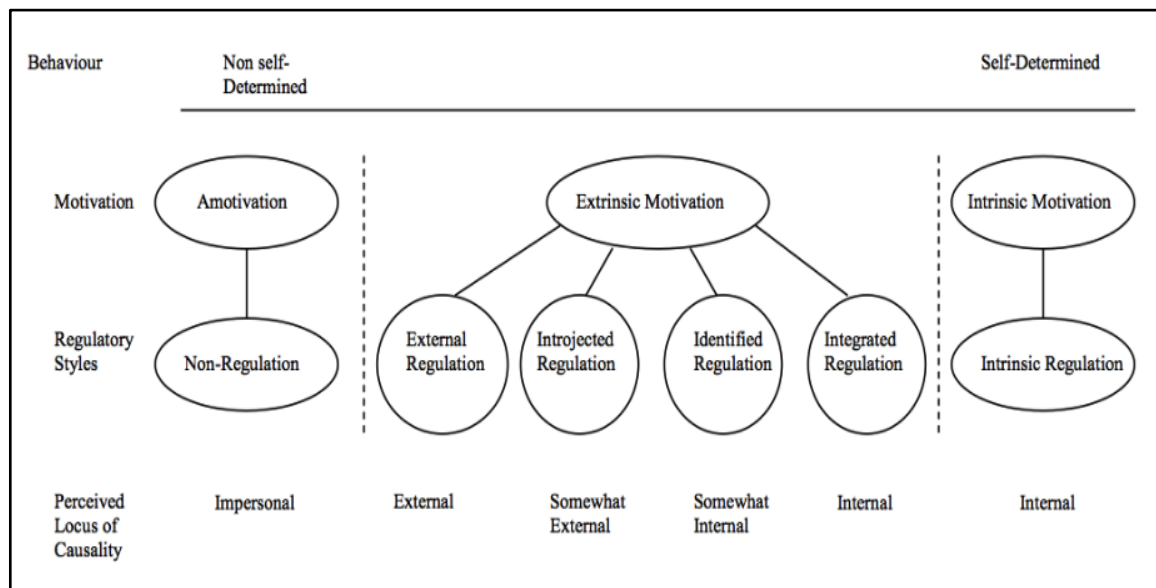 Behaviour
Non self-
Determined
Self-Determined
Motivation
Amotivation
Extrinsic Motivation
Intrinsic Motivation
Regulatory
Styles
Non-Regulation
External
Regulation
Introjected
Regulation
Identified
Regulation
Integrated
Regulation
Intrinsic Regulation
Perceived
Locus of
Causality
Impersonal
External
Somewhat
External
Somewhat
Internal
Internal
Internal